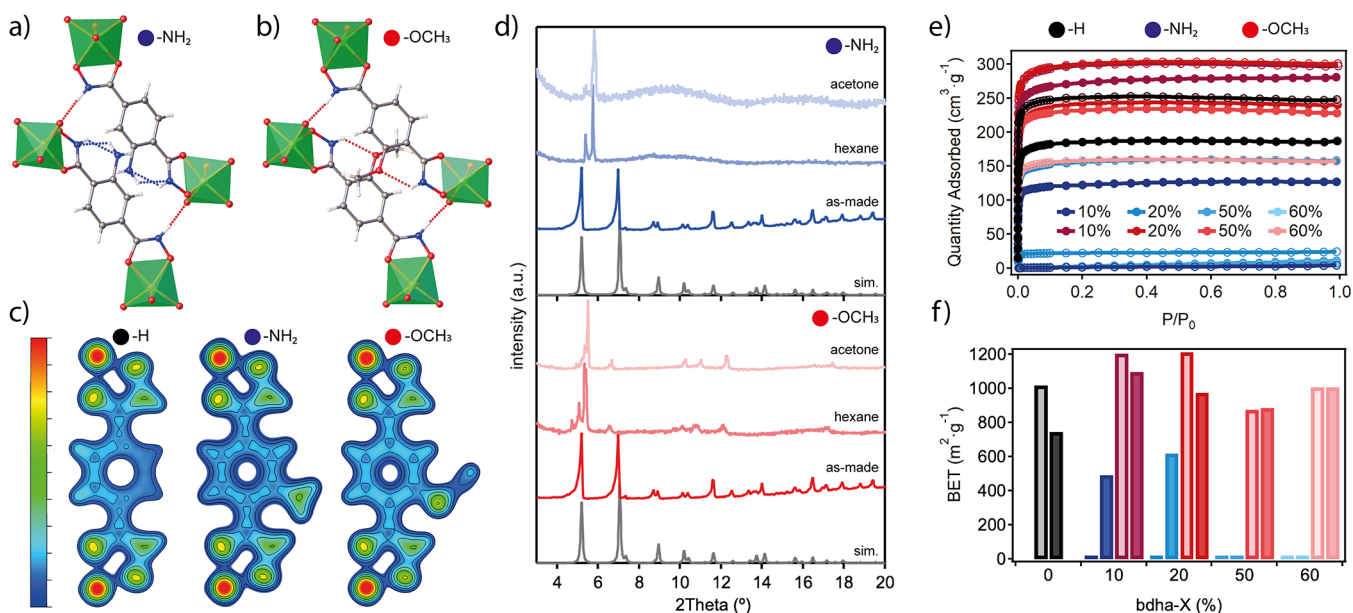 a)
-NH₂
b)
-OCH₃
c)
-H
-NH₂
-OCH₃
d)
-NH₂
acetone
hexane
as-made
sim.
-OCH₃
acetone
hexane
as-made
sim.
intensity (a.u.)
4 6 8 10 12 14 16 18 20
2Theta (º)
e)
-H -NH₂ -OCH₃
300
250
200
150
100
50
0
10% 20% 50% 60%
10% 20% 50% 60%
Quantity Adsorbed (cm³·g⁻¹)
0.0 0.2 0.4 0.6 0.8 1.0
P/P₀
f)
1200
1000
800
600
400
200
0
BET (m²·g⁻¹)
0 10 20 50 60
bdha-X (%)